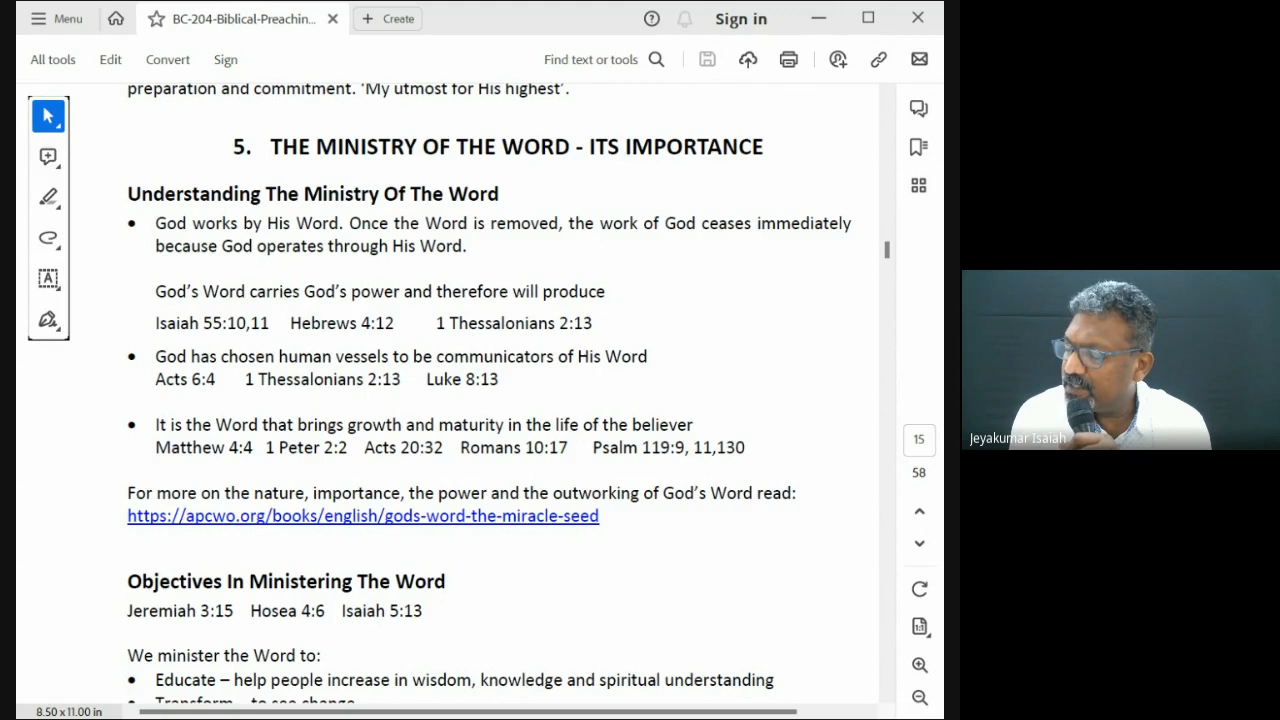 Menu
BC-204-Biblical-Preachin...
Create
Sign in
All tools
Edit
Convert
Sign
Find text or tools
preparation and commitment. 'My utmost for His highest'.
5. THE MINISTRY OF THE WORD - ITS IMPORTANCE
Understanding The Ministry Of The Word
• God works by His Word. Once the Word is removed, the work of God ceases immediately
because God operates through His Word.
God's Word carries God's power and therefore will produce
Isaiah 55:10,11 Hebrews 4:12 1 Thessalonians 2:13
• God has chosen human vessels to be communicators of His Word
Acts 6:4 1 Thessalonians 2:13 Luke 8:13
• It is the Word that brings growth and maturity in the life of the believer
Matthew 4:4 1 Peter 2:2 Acts 20:32 Romans 10:17 Psalm 119:9, 11,130
For more on the nature, importance, the power and the outworking of God's Word read:
https://apcwo.org/books/english/gods-word-the-miracle-seed
Objectives In Ministering The Word
Jeremiah 3:15 Hosea 4:6 Isaiah 5:13
We minister the Word to:
• Educate – help people increase in wisdom, knowledge and spiritual understanding
• Transform – to see change
8.50 x 11.00 in
15
58
Jeyakumar Isaiah